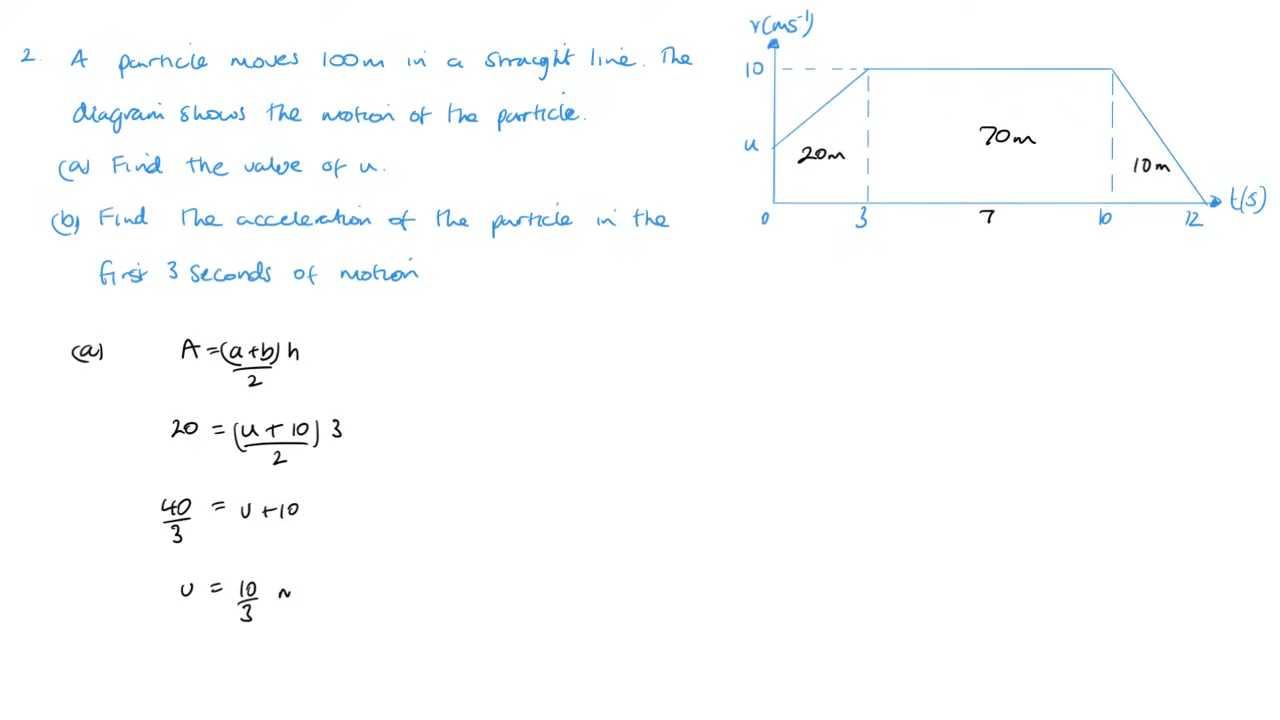 2. A particle moves 100m in a straight line. The
diagram shows the motion of the particle.
(a) Find the value of u.
(b) Find the acceleration of the particle in the
first 3 seconds of motion
v(ms⁻¹)
10
u
20m
70m
10m
0
3
7
10
12
t(s)
(a) A = (a+b)/2 h
20 = (u+10)/2 3
40/3 = u+10
u = 10/3 m